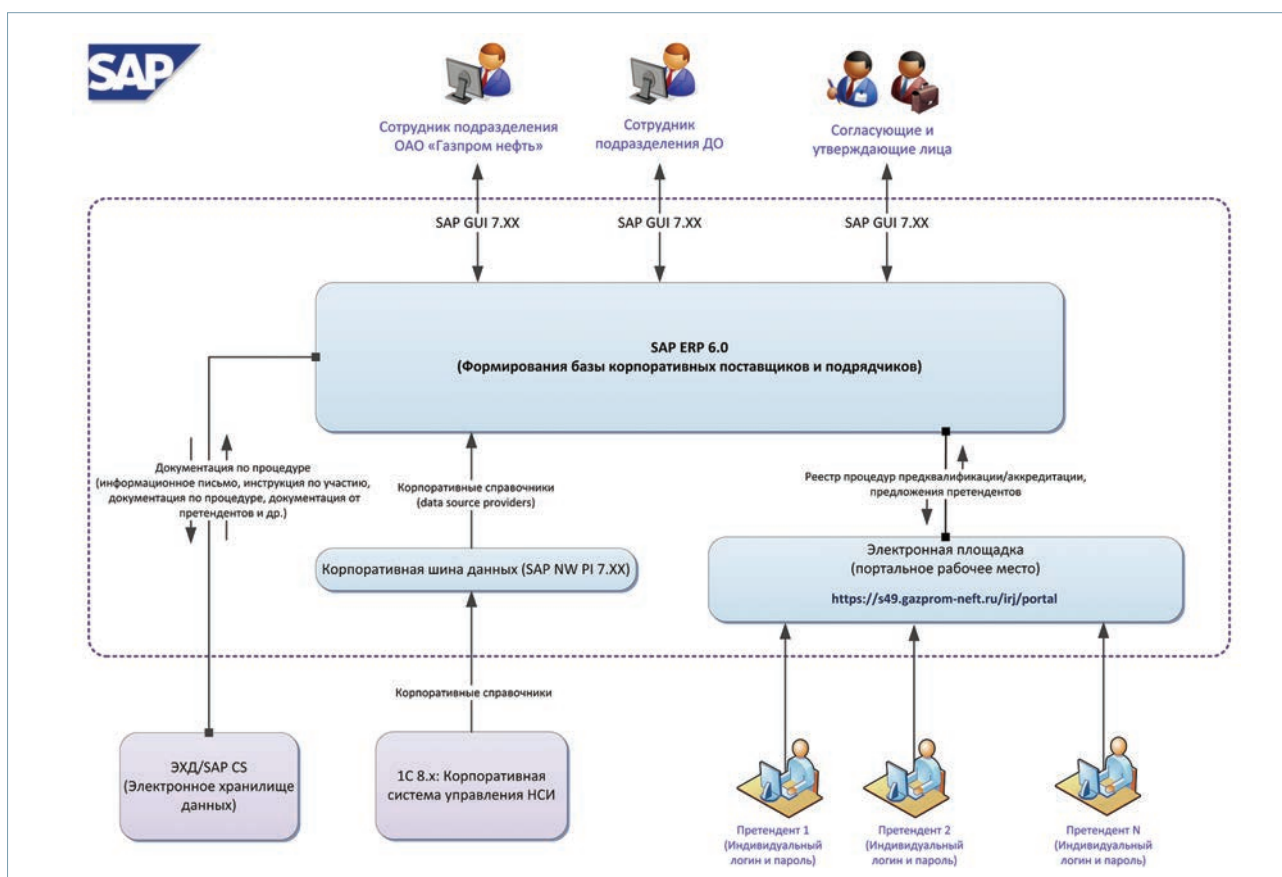 SAP
Сотрудник подразделения
ОАО «Газпром нефть»
Сотрудник
подразделения ДО
Согласующие и
утверждающие лица
SAP GUI 7.XX
SAP GUI 7.XX
SAP GUI 7.XX
SAP ERP 6.0
(Формирования базы корпоративных поставщиков и подрядчиков)
Документация по процедуре
(информационное письмо, инструкция по участию,
документация по процедуре, документация от
претендентов и др.)
Корпоративные справочники
(data source providers)
Реестр процедур предквалификации/аккредитации,
предложения претендентов
Корпоративная шина данных (SAP NW PI 7.XX)
Электронная площадка
(портальное рабочее место)
https://s49.gazprom-neft.ru/irj/portal
Корпоративные справочники
ЭХД/SAP CS
(Электронное хранилище
данных)
1С 8.x: Корпоративная
система управления НСИ
Претендент 1
(Индивидуальный
логин и пароль)
Претендент 2
(Индивидуальный
логин и пароль)
Претендент N
(Индивидуальный
логин и пароль)